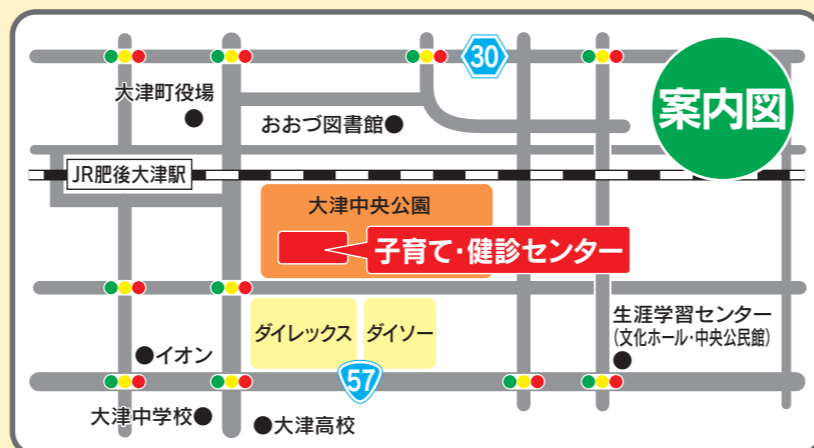 30
案内図
大津町役場
おおづ図書館
JR肥後大津駅
大津中央公園
子育て・健診センター
ダイレックス
ダイソー
生涯学習センター
(文化ホール・中央公民館)
イオン
57
大津中学校
大津高校